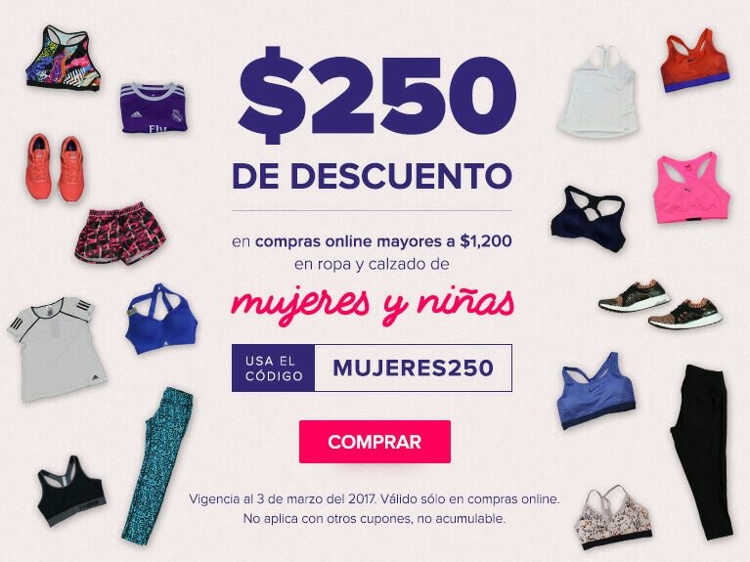 $250
DE DESCUENTO
en compras online mayores a $1,200
en ropa y calzado de
mujeres y niñas
USA EL
CÓDIGO
MUJERES250
COMPRAR
Vigencia al 3 de marzo del 2017. Válido sólo en compras online.
No aplica con otros cupones, no acumulable.
Fly